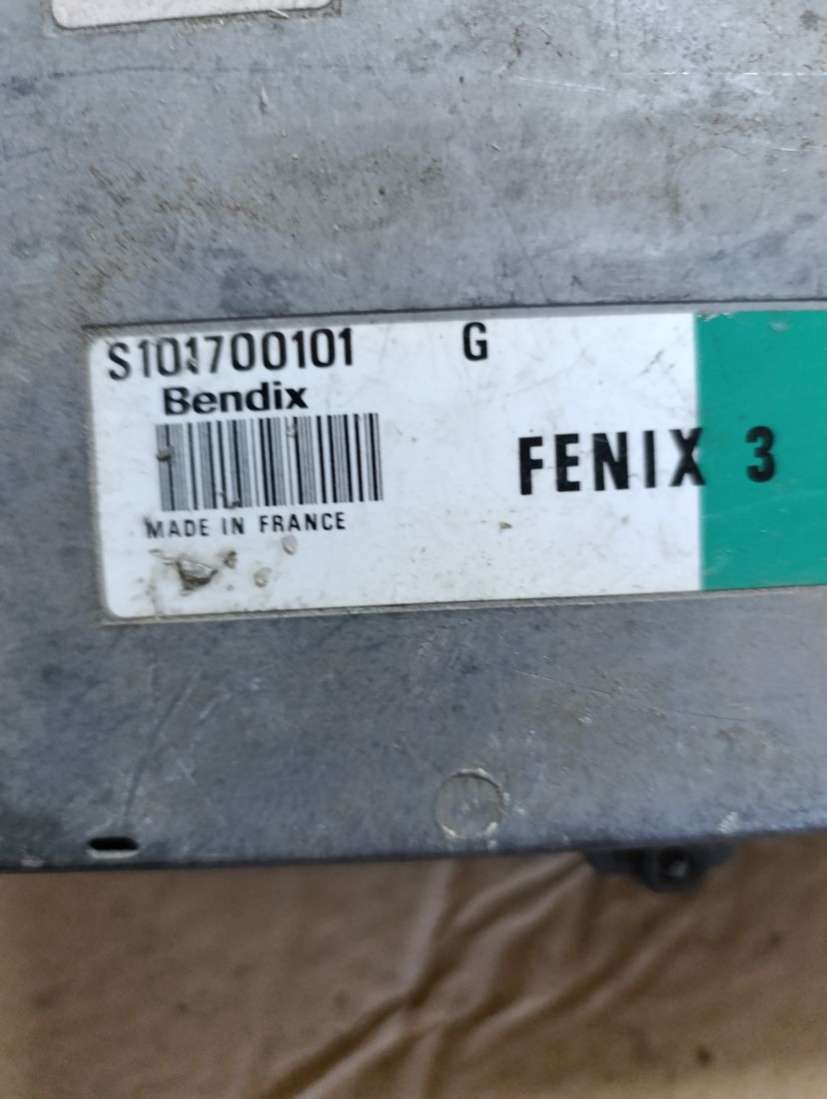 S101700101 G
Bendix
FENIX 3
MADE IN FRANCE